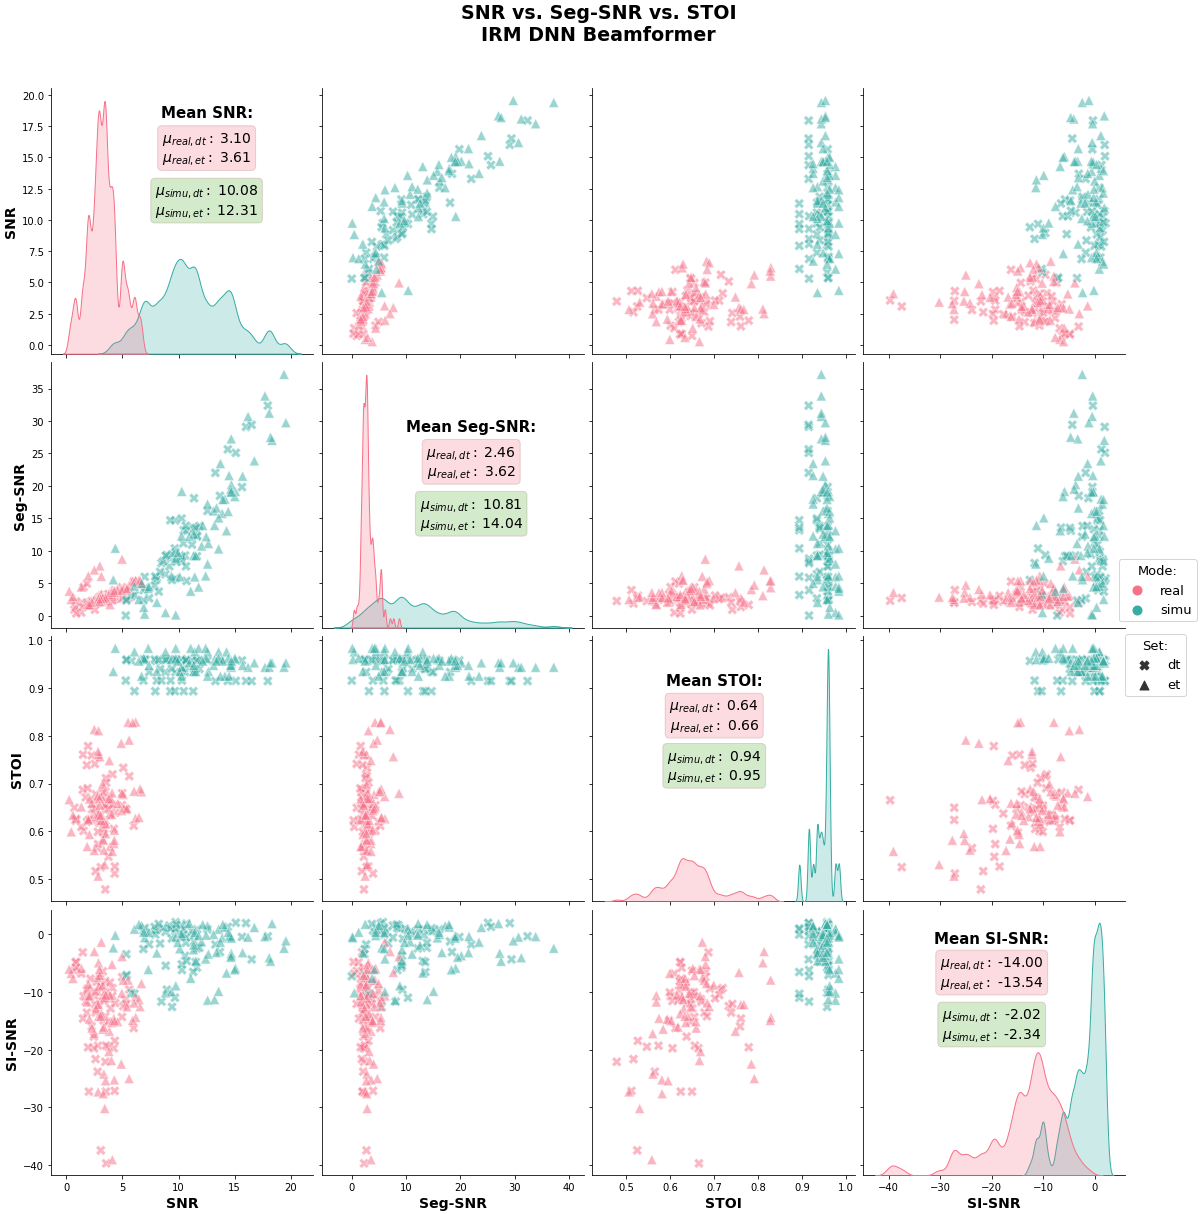 SNR vs. Seg-SNR vs. STOI
IRM DNN Beamformer
20.0
17.5
15.0
12.5
10.0
7.5
5.0
2.5
0.0
SNR
Mean SNR:
μreal,dt : 3.10
μreal,et : 3.61
μsimu,dt : 10.08
μsimu,et : 12.31
35
30
25
20
15
10
5
0
Seg-SNR
Mean Seg-SNR:
μreal,dt : 2.46
μreal,et : 3.62
μsimu,dt : 10.81
μsimu,et : 14.04
Mode:
real
simu
Set:
dt
et
1.0
0.9
0.8
0.7
0.6
0.5
STOI
Mean STOI:
μreal,dt : 0.64
μreal,et : 0.66
μsimu,dt : 0.94
μsimu,et : 0.95
0
−10
−20
−30
−40
SI-SNR
Mean SI-SNR:
μreal,dt : -14.00
μreal,et : -13.54
μsimu,dt : -2.02
μsimu,et : -2.34
0 5 10 15 20
SNR
0 10 20 30 40
Seg-SNR
0.5 0.6 0.7 0.8 0.9 1.0
STOI
−40 −30 −20 −10 0
SI-SNR